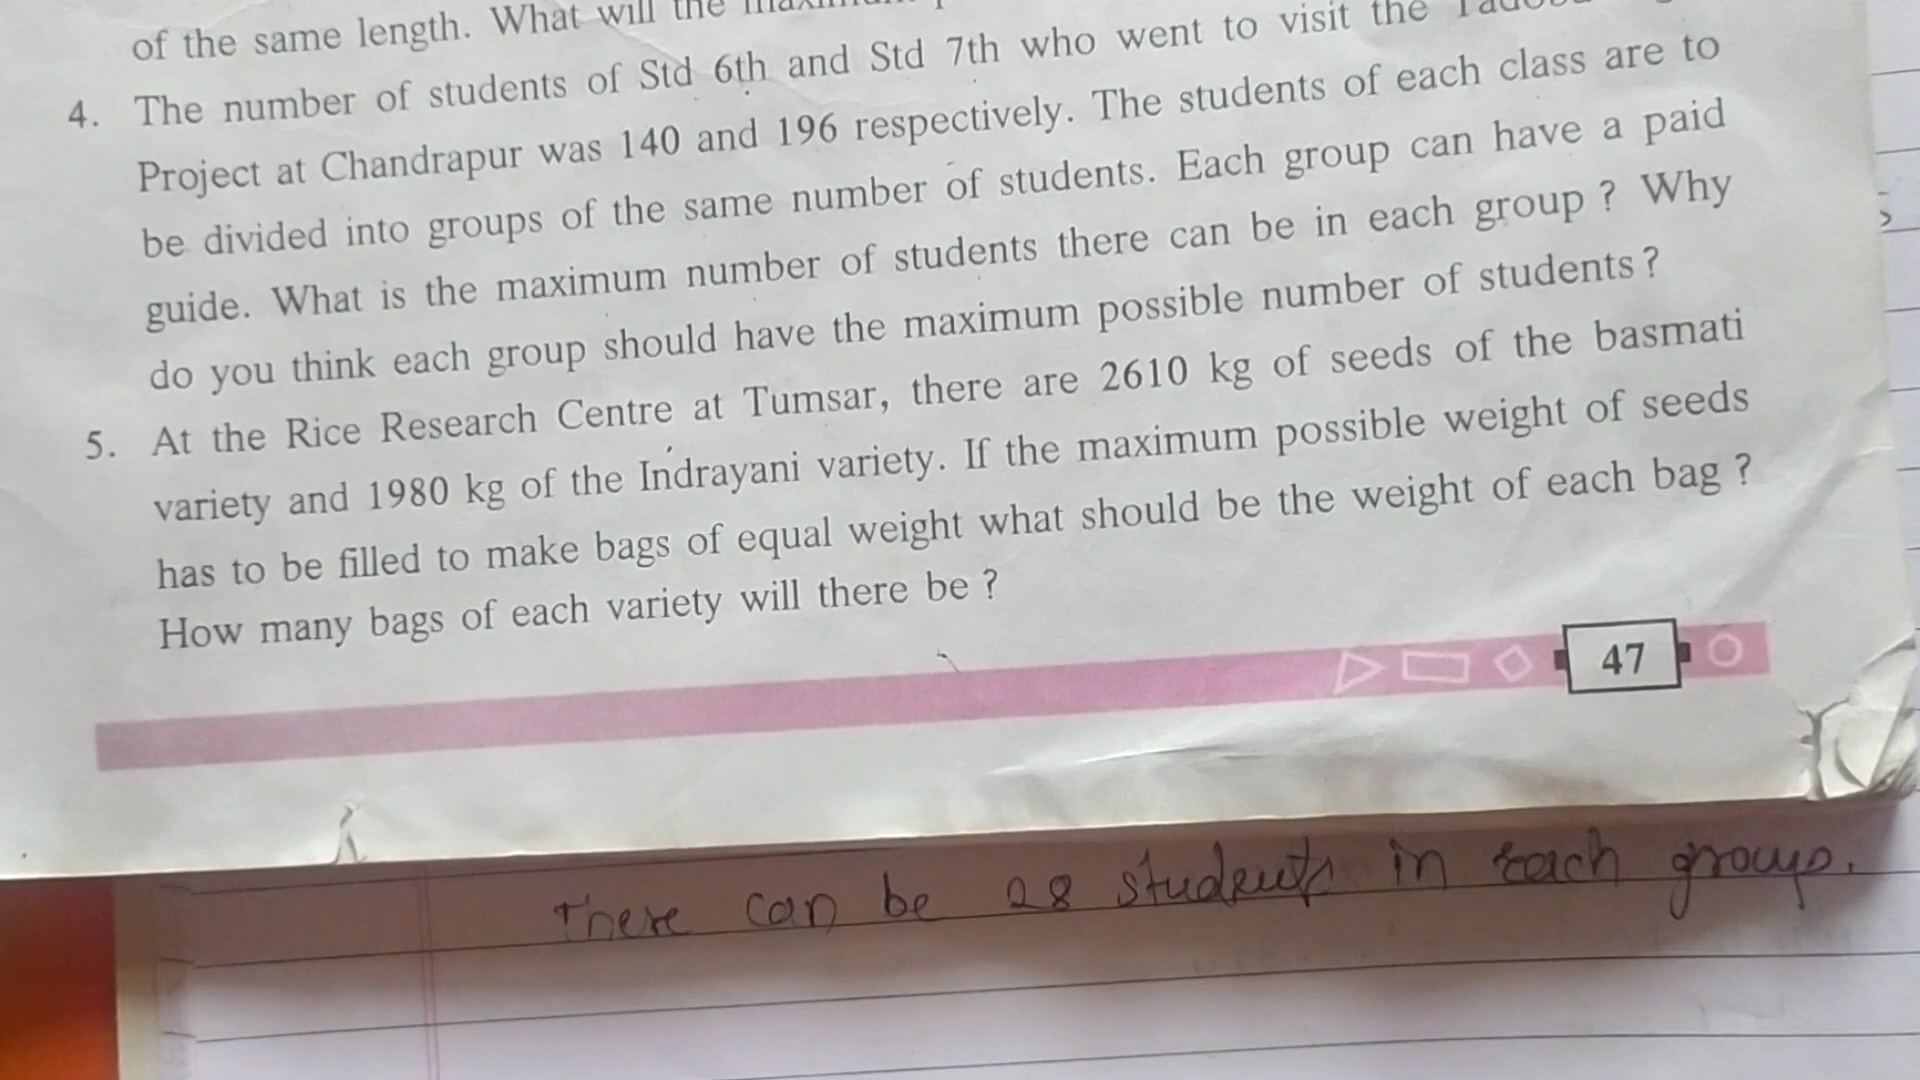 of the same length. What will the
4. The number of students of Std 6th and Std 7th who went to visit the
Project at Chandrapur was 140 and 196 respectively. The students of each class are to
be divided into groups of the same number of students. Each group can have a paid
guide. What is the maximum number of students there can be in each group ? Why
do you think each group should have the maximum possible number of students ?
5. At the Rice Research Centre at Tumsar, there are 2610 kg of seeds of the basmati
variety and 1980 kg of the Indrayani variety. If the maximum possible weight of seeds
has to be filled to make bags of equal weight what should be the weight of each bag ?
How many bags of each variety will there be ?
47
There can be 28 students in each group.